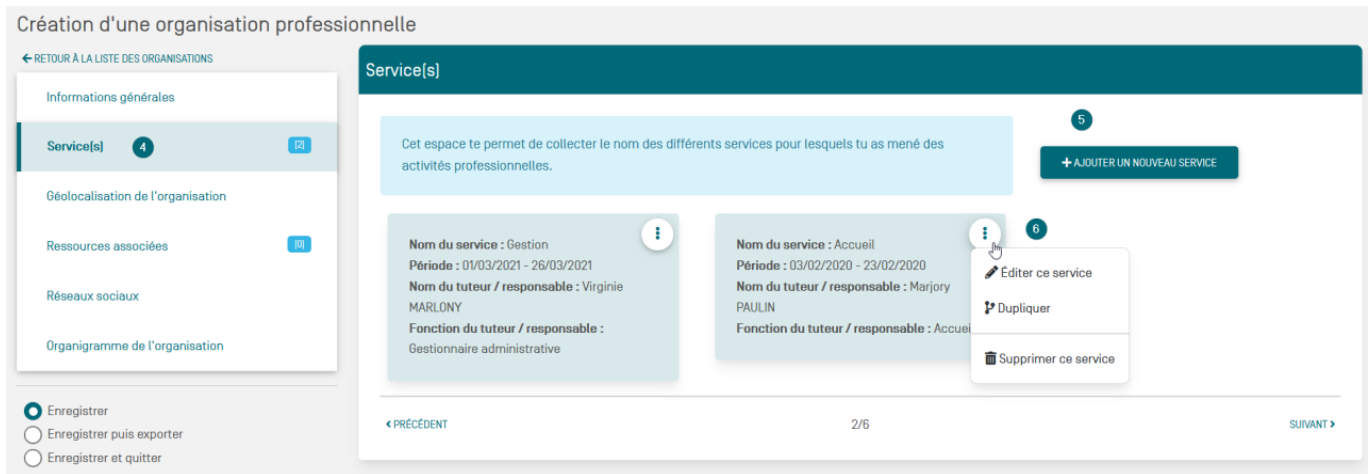 Création d'une organisation professionnelle
RETOUR À LA LISTE DES ORGANISATIONS
Informations générales
Service(s) 4 [2]
Géolocalisation de l'organisation
Ressources associées [0]
Réseaux sociaux
Organigramme de l'organisation
Enregistrer
Enregistrer puis exporter
Enregistrer et quitter
Service(s)
Cet espace te permet de collecter le nom des différents services pour lesquels tu as mené des
activités professionnelles.
5
+ AJOUTER UN NOUVEAU SERVICE
Nom du service : Gestion
Période : 01/03/2021 - 26/03/2021
Nom du tuteur / responsable : Virginie
MARLONY
Fonction du tuteur / responsable :
Gestionnaire administrative
Nom du service : Accueil
Période : 03/02/2020 - 23/02/2020
Nom du tuteur / responsable : Marjory
PAULIN
Fonction du tuteur / responsable : Accuei
6
Éditer ce service
Dupliquer
Supprimer ce service
PRÉCÉDENT
2/6
SUIVANT